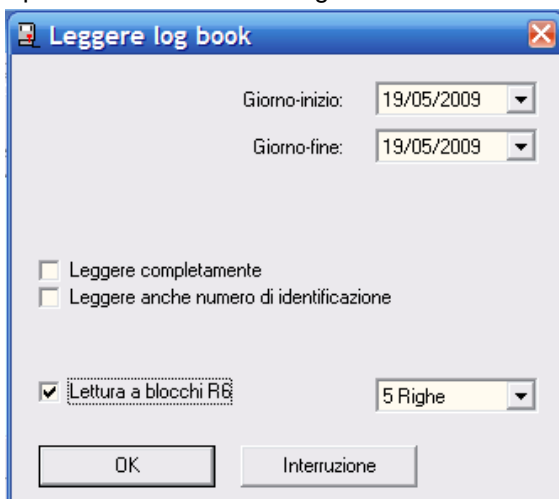 Leggere log book
Giorno-inizio: 19/05/2009
Giorno-fine: 19/05/2009
Leggere completamente
Leggere anche numero di identificazione
Lettura a blocchi R6 5 Righe
OK Interruzione